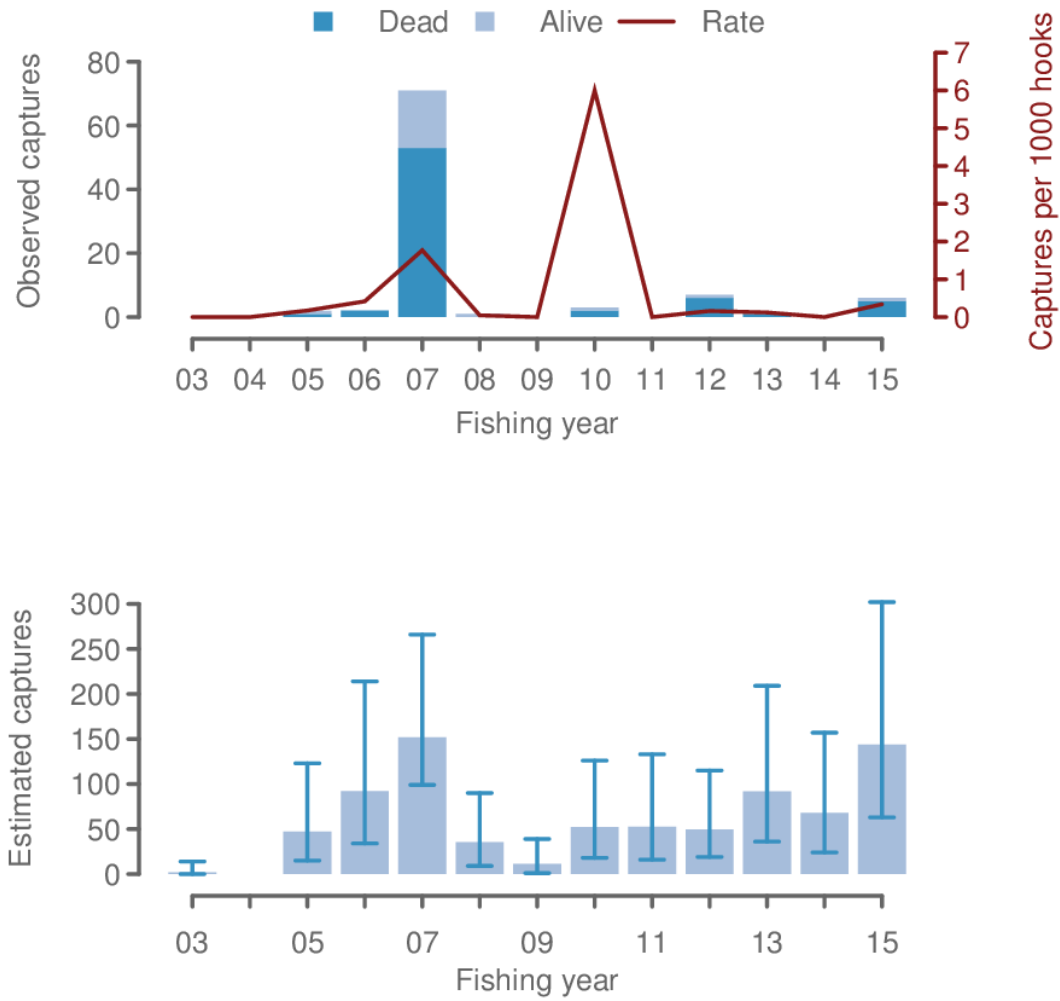 Dead Alive Rate
Observed captures
80
60
40
20
0
7
6
5
4
3
2
1
0
Captures per 1000 hooks
03 04 05 06 07 08 09 10 11 12 13 14 15
Fishing year
Estimated captures
300
250
200
150
100
50
0
03 05 07 09 11 13 15
Fishing year